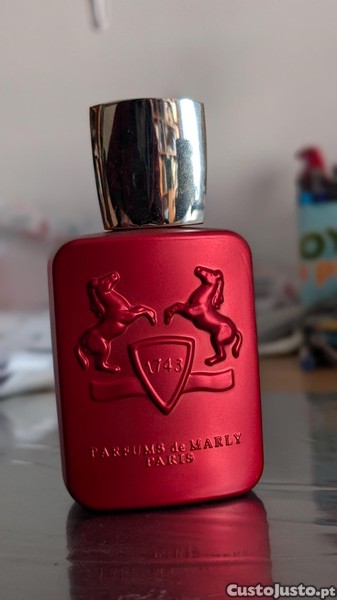 1743
PARFUMS de MARLY
PARIS
CustoJusto.pt